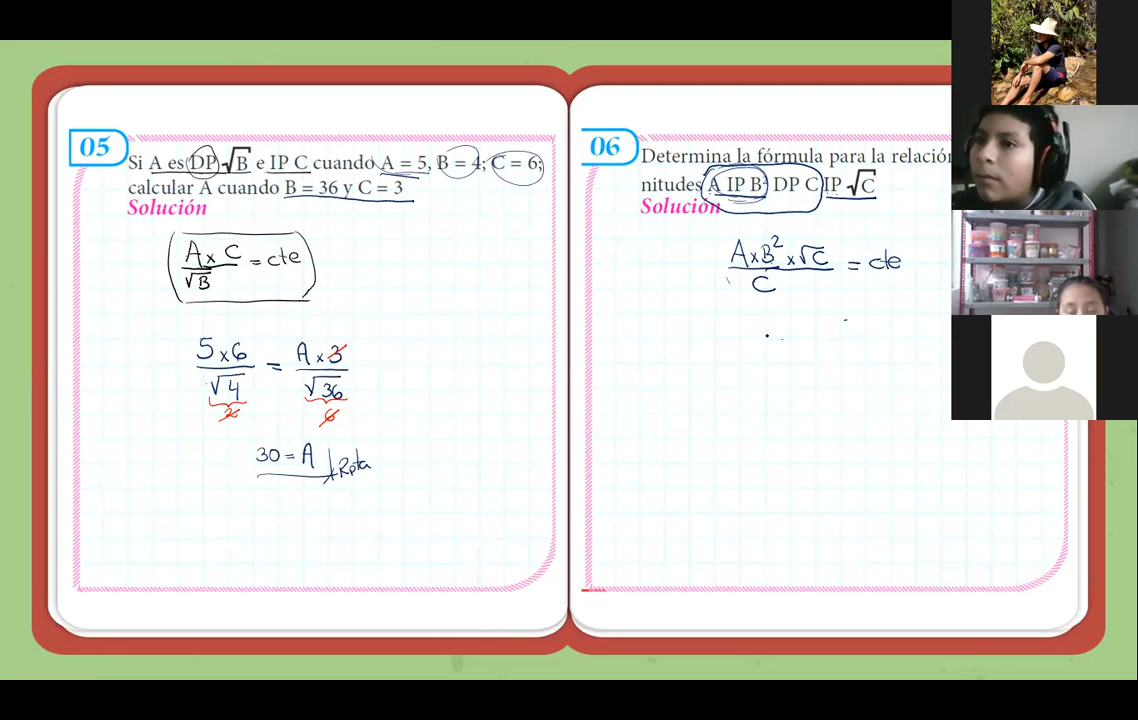 05
Si A es DP √B e IP C cuando A = 5, B = 4; C = 6;
calcular A cuando B = 36 y C = 3
Solución
A x C
√B
= cte
5 x 6
√4
=
A x 3
√36
2
6
30 = A
Rpta
06
Determina la fórmula para la relación
nitudes A IP B² DP C IP √C
Solución
A x B² x √C
C
= cte